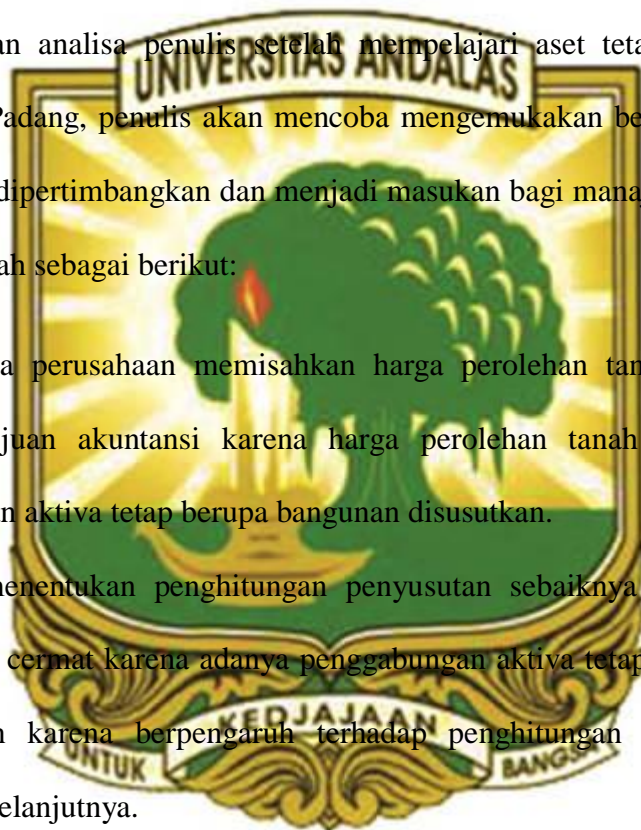 an analisa penulis setelah mempelajari aset teta
UNIVERSITAS ANDALAS
Padang, penulis akan mencoba mengemukakan be
dipertimbangkan dan menjadi masukan bagi mana
ah sebagai berikut:
a perusahaan memisahkan harga perolehan tan
juan akuntansi karena harga perolehan tanah
n aktiva tetap berupa bangunan disusutkan.
menentukan penghitungan penyusutan sebaiknya
cermat karena adanya penggabungan aktiva tetap
n karena berpengaruh terhadap penghitungan
UNTUK KEDJAJAAN BANGSA
elanjutnya.